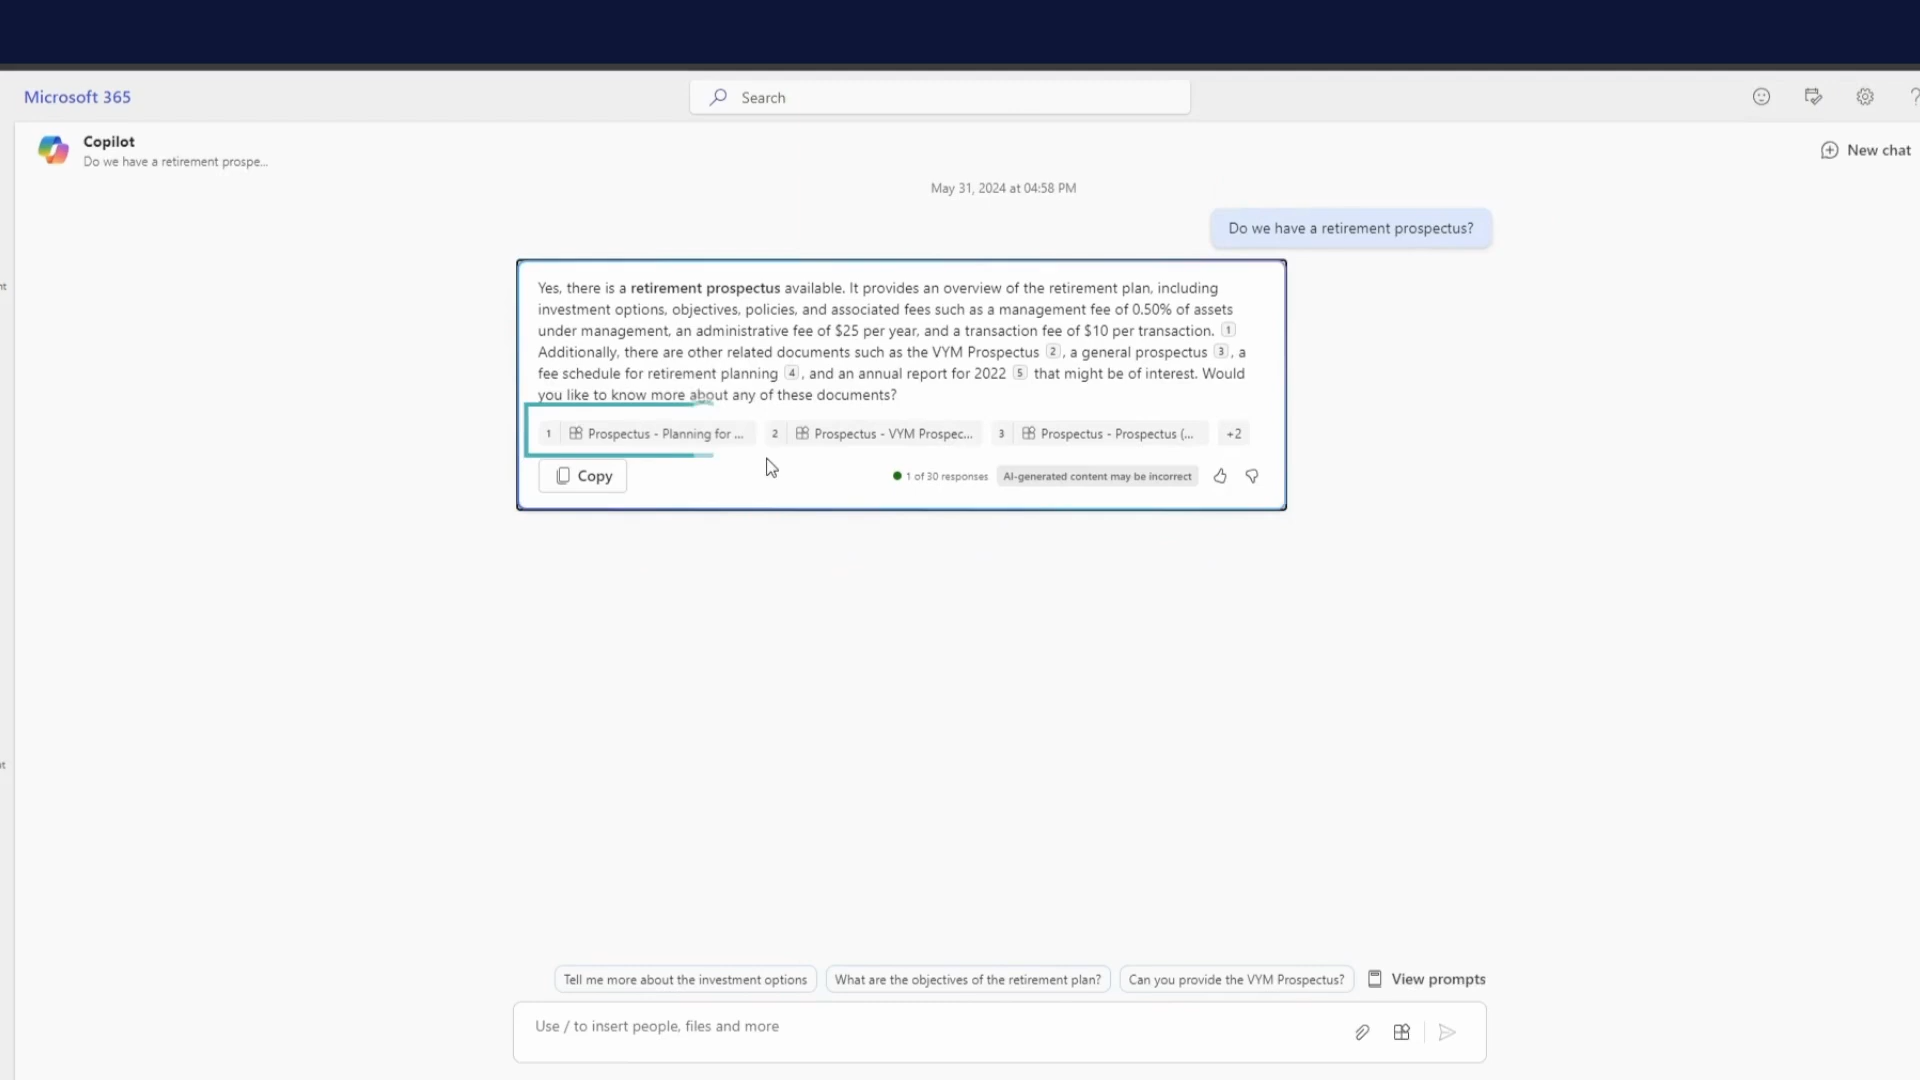 Microsoft 365
Search
?
Copilot
Do we have a retirement prospe...
New chat
May 31, 2024 at 04:58 PM
Do we have a retirement prospectus?
nt
Yes, there is a retirement prospectus available. It provides an overview of the retirement plan, including
investment options, objectives, policies, and associated fees such as a management fee of 0.50% of assets
under management, an administrative fee of $25 per year, and a transaction fee of $10 per transaction. 1
Additionally, there are other related documents such as the VYM Prospectus 2, a general prospectus 3, a
fee schedule for retirement planning 4, and an annual report for 2022 5 that might be of interest. Would
you like to know more about any of these documents?
1 Prospectus - Planning for ... 2 Prospectus - VYM Prospec... 3 Prospectus - Prospectus (... +2
Copy
1 of 30 responses AI-generated content may be incorrect
Tell me more about the investment options What are the objectives of the retirement plan? Can you provide the VYM Prospectus? View prompts
Use / to insert people, files and more